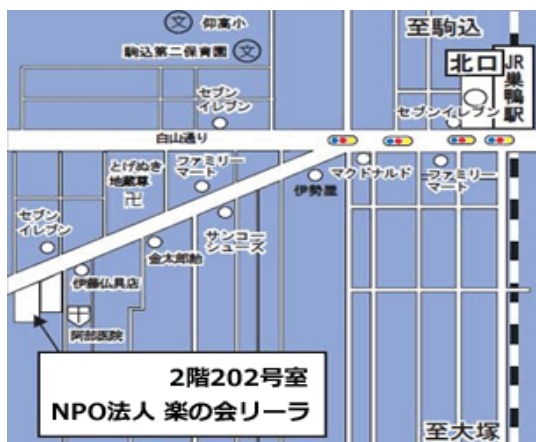 仰高小
至駒込
駒込第二保育園
北口
JR巣鴨駅
セブン
イレブン
セブンイレブン
白山通り
とげぬき
地蔵尊
ファミリー
マート
マクドナルド
ファミリー
マート
伊勢屋
セブン
イレブン
サンコー
シューズ
金太郎飴
伊藤仏具店
阿部医院
2階202号室
NPO法人 楽の会リーラ
至大塚